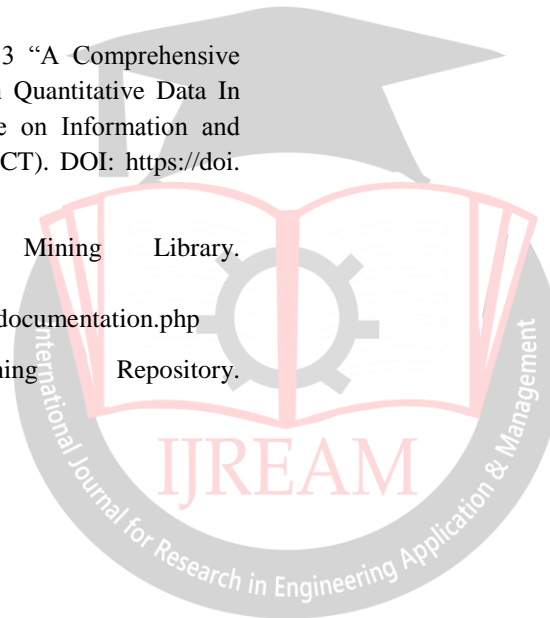 3 “A Comprehensive
Quantitative Data In
e on Information and
CT). DOI: https://doi.
Mining Library.
documentation.php
ning Repository.
International Journal for Research in Engineering Application & Management
IJREAM